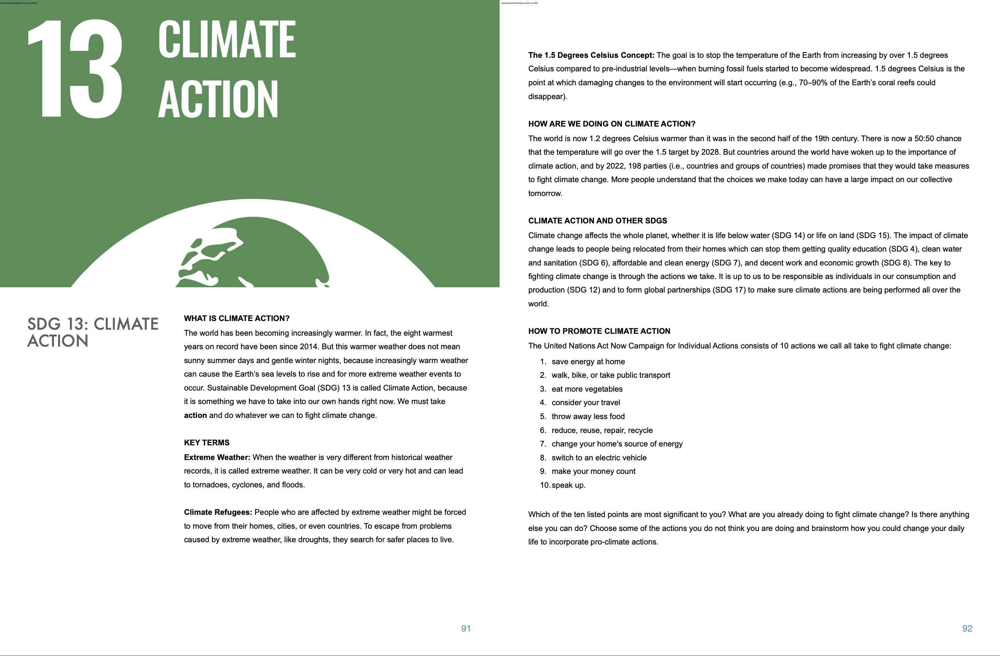 stevenmarijnlim@gmail.com 02 Jun 2023
13 CLIMATE
ACTION
SDG 13: CLIMATE
ACTION
WHAT IS CLIMATE ACTION?
The world has been becoming increasingly warmer. In fact, the eight warmest
years on record have been since 2014. But this warmer weather does not mean
sunny summer days and gentle winter nights, because increasingly warm weather
can cause the Earth’s sea levels to rise and for more extreme weather events to
occur. Sustainable Development Goal (SDG) 13 is called Climate Action, because
it is something we have to take into our own hands right now. We must take
action and do whatever we can to fight climate change.
KEY TERMS
Extreme Weather: When the weather is very different from historical weather
records, it is called extreme weather. It can be very cold or very hot and can lead
to tornadoes, cyclones, and floods.
Climate Refugees: People who are affected by extreme weather might be forced
to move from their homes, cities, or even countries. To escape from problems
caused by extreme weather, like droughts, they search for safer places to live.
91
stevenmarijnlim@gmail.com 02 Jun 2023
The 1.5 Degrees Celsius Concept: The goal is to stop the temperature of the Earth from increasing by over 1.5 degrees
Celsius compared to pre-industrial levels—when burning fossil fuels started to become widespread. 1.5 degrees Celsius is the
point at which damaging changes to the environment will start occurring (e.g., 70–90% of the Earth’s coral reefs could
disappear).
HOW ARE WE DOING ON CLIMATE ACTION?
The world is now 1.2 degrees Celsius warmer than it was in the second half of the 19th century. There is now a 50:50 chance
that the temperature will go over the 1.5 target by 2028. But countries around the world have woken up to the importance of
climate action, and by 2022, 198 parties (i.e., countries and groups of countries) made promises that they would take measures
to fight climate change. More people understand that the choices we make today can have a large impact on our collective
tomorrow.
CLIMATE ACTION AND OTHER SDGS
Climate change affects the whole planet, whether it is life below water (SDG 14) or life on land (SDG 15). The impact of climate
change leads to people being relocated from their homes which can stop them getting quality education (SDG 4), clean water
and sanitation (SDG 6), affordable and clean energy (SDG 7), and decent work and economic growth (SDG 8). The key to
fighting climate change is through the actions we take. It is up to us to be responsible as individuals in our consumption and
production (SDG 12) and to form global partnerships (SDG 17) to make sure climate actions are being performed all over the
world.
HOW TO PROMOTE CLIMATE ACTION
The United Nations Act Now Campaign for Individual Actions consists of 10 actions we call all take to fight climate change:
1. save energy at home
2. walk, bike, or take public transport
3. eat more vegetables
4. consider your travel
5. throw away less food
6. reduce, reuse, repair, recycle
7. change your home's source of energy
8. switch to an electric vehicle
9. make your money count
10. speak up.
Which of the ten listed points are most significant to you? What are you already doing to fight climate change? Is there anything
else you can do? Choose some of the actions you do not think you are doing and brainstorm how you could change your daily
life to incorporate pro-climate actions.
92